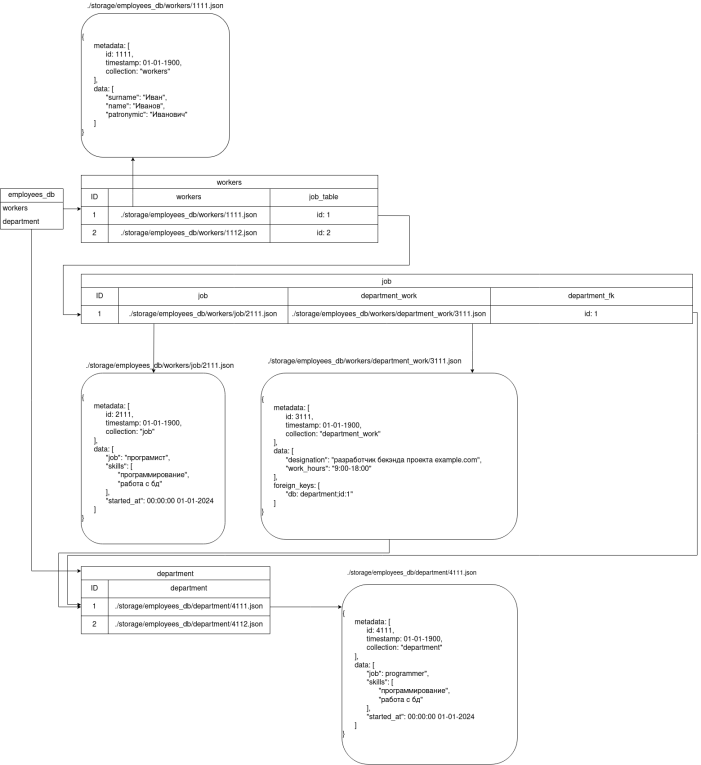 ./storage/employees_db/workers/1111.json
{
metadata: [
id: 1111,
timestamp: 01-01-1900,
collection: "workers"
],
data: [
"surname": "Иван",
"name": "Иванов",
"patronymic": "Иванович"
]
}
employees_db
workers
department
workers
ID workers job_table
1 ./storage/employees_db/workers/1111.json id: 1
2 ./storage/employees_db/workers/1112.json id: 2
job
ID job department_work department_fk
1 ./storage/employees_db/workers/job/2111.json ./storage/employees_db/workers/department_work/3111.json id: 1
./storage/employees_db/workers/job/2111.json
{
metadata: [
id: 2111,
timestamp: 01-01-1900,
collection: "job"
],
data: [
"job": "програмист",
"skills": [
"программирование",
"работа с бд"
],
"started_at": 00:00:00 01-01-2024
]
}
./storage/employees_db/workers/department_work/3111.json
{
metadata: [
id: 3111,
timestamp: 01-01-1900,
collection: "department_work"
],
data: [
"designation": "разработчик бекэнда проекта example.com",
"work_hours": "9:00-18:00"
],
foreign_keys: [
"db: department;id:1"
]
}
department
ID department
1 ./storage/employees_db/department/4111.json
2 ./storage/employees_db/department/4112.json
./storage/employees_db/department/4111.json
{
metadata: [
id: 4111,
timestamp: 01-01-1900,
collection: "department"
],
data: [
"job": programmer",
"skills": [
"программирование",
"работа с бд"
],
"started_at": 00:00:00 01-01-2024
]
}